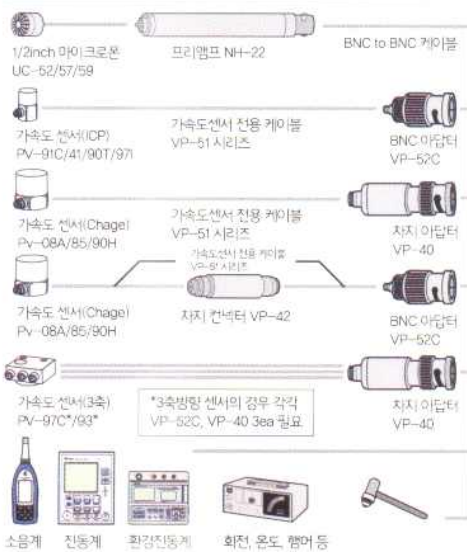 1/2inch 마이크로폰
UC-52/57/59
프리앰프 NH-22
BNC to BNC 케이블
가속도 센서(ICP)
PV-91C/41/90T/97I
가속도센서 전용 케이블
VP-51 시리즈
BNC 아답터
VP-52C
가속도 센서(Chage)
Pv-08A/85/90H
가속도센서 전용 케이블
VP-51 시리즈
차지 아답터
VP-40
가속도센서 전용 케이블
VP-51 시리즈
가속도 센서(Chage)
PV-08A/85/90H
차지 컨넥터 VP-42
BNC 아답터
VP-52C
가속도 센서(3축)
PV-97C*/93*
*3축방향 센서의 경우 각각
VP-52C, VP-40 3ea 필요
차지 아답터
VP-40
소음계
진동계
환경진동계
회전, 온도, 햄머 등